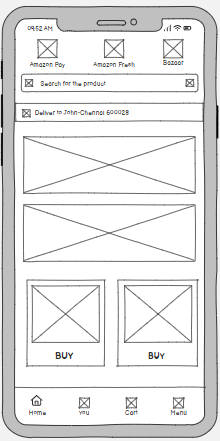 09:52 AM
Amazon Pay Amazon Fresh Bazaar
Search for the product
Deliver to John-Chennai 600028
BUY BUY
Home You Cart Menu